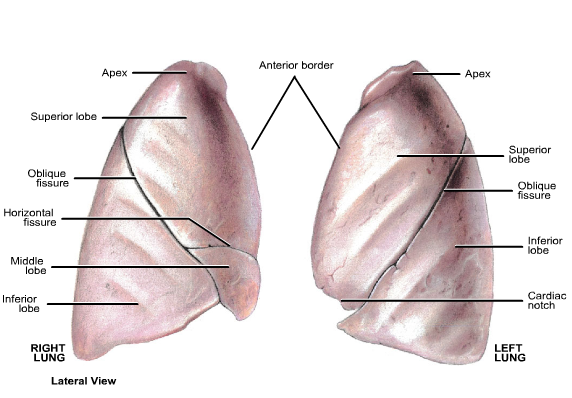 Apex
Anterior border
Apex
Superior lobe
Oblique
fissure
Horizontal
fissure
Middle
lobe
Inferior
lobe
RIGHT
LUNG
Lateral View
Superior
lobe
Oblique
fissure
Inferior
lobe
Cardiac
notch
LEFT
LUNG